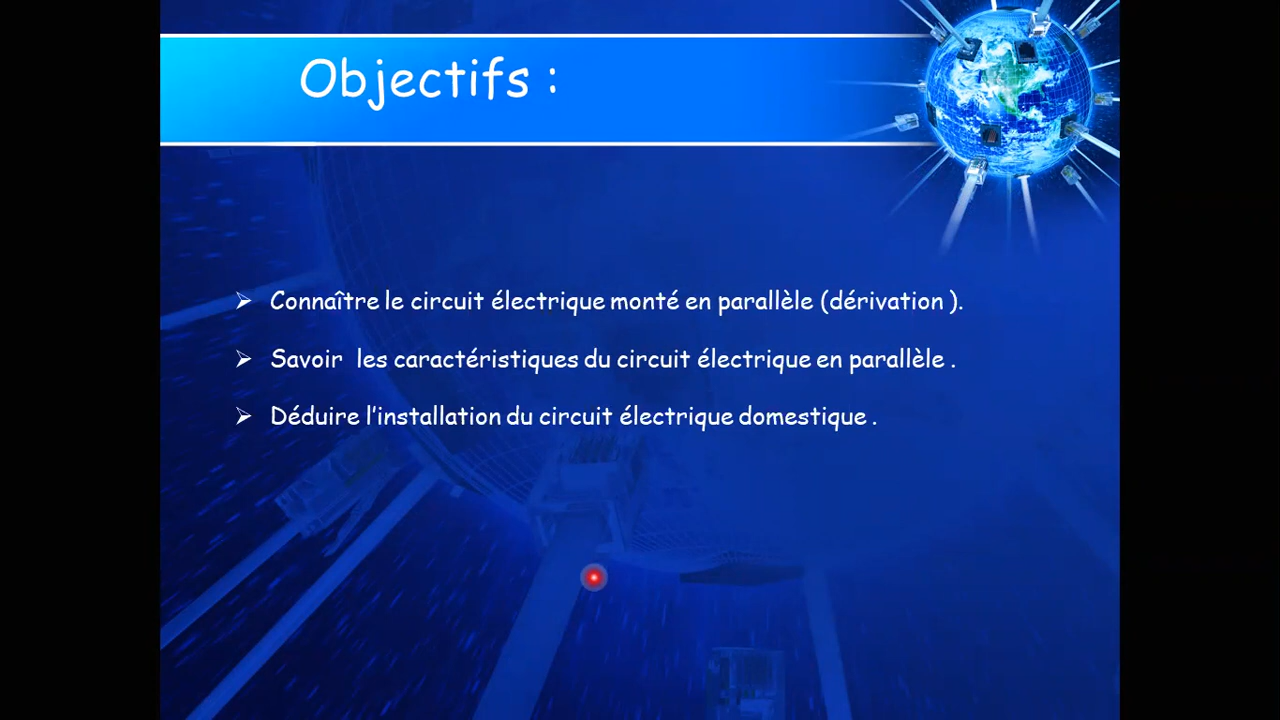 Objectifs :
Connaître le circuit électrique monté en parallèle (dérivation ).
Savoir les caractéristiques du circuit électrique en parallèle .
Déduire l’installation du circuit électrique domestique .